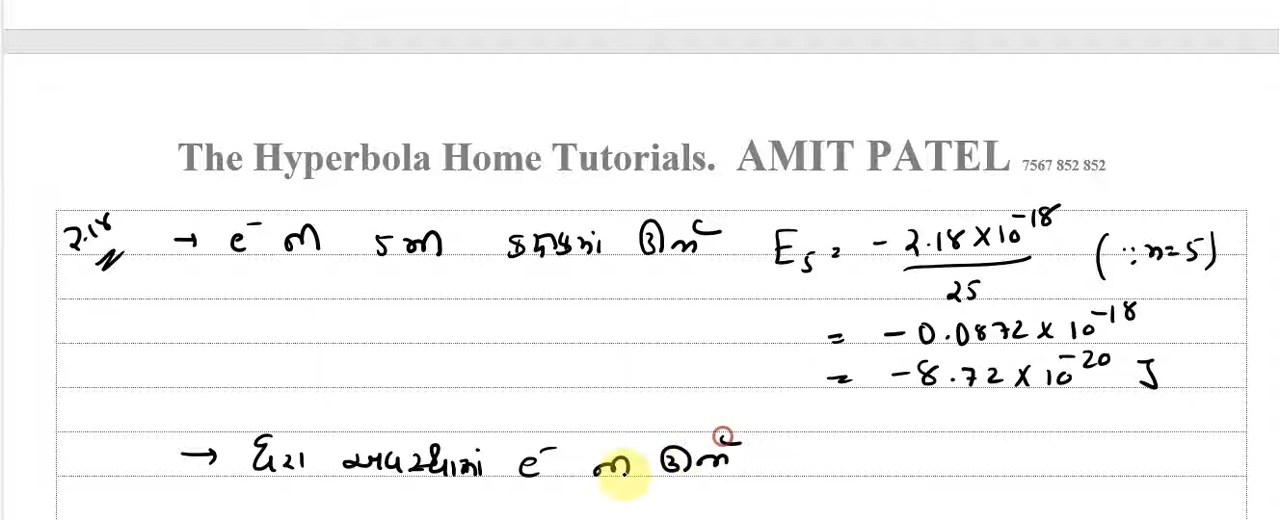 The Hyperbola Home Tutorials. AMIT PATEL 7567 852 852
2.18 → e⁻ ની 5મી કક્ષામાં ઊર્જા E₅ = - 2.18 × 10⁻¹⁸ / 25 (∵ n = 5)
= - 0.0872 × 10⁻¹⁸
= - 8.72 × 10⁻²⁰ J
→ ધરા અવસ્થામાં e⁻ ની ઊર્